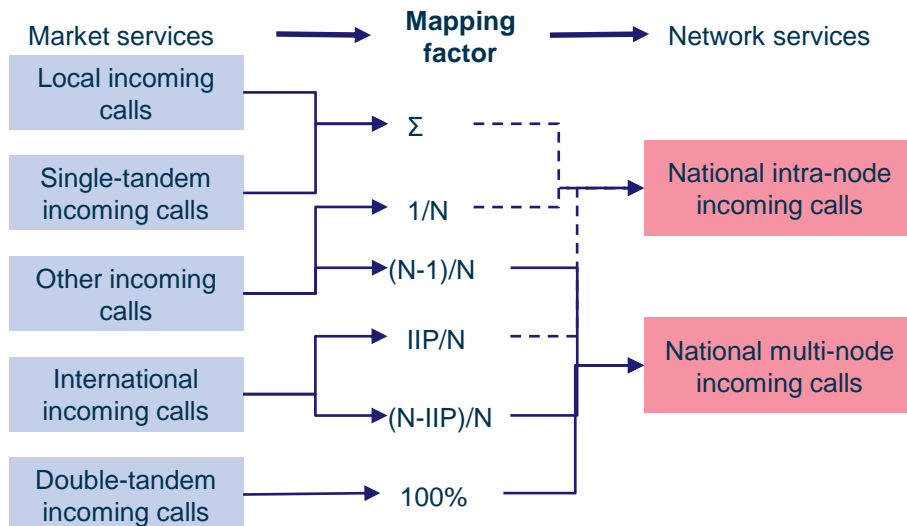 Market services
Mapping
factor
Network services
Local incoming
calls
Single-tandem
incoming calls
Other incoming
calls
International
incoming calls
Double-tandem
incoming calls
Σ
1/N
(N-1)/N
IIP/N
(N-IIP)/N
100%
National intra-node
incoming calls
National multi-node
incoming calls